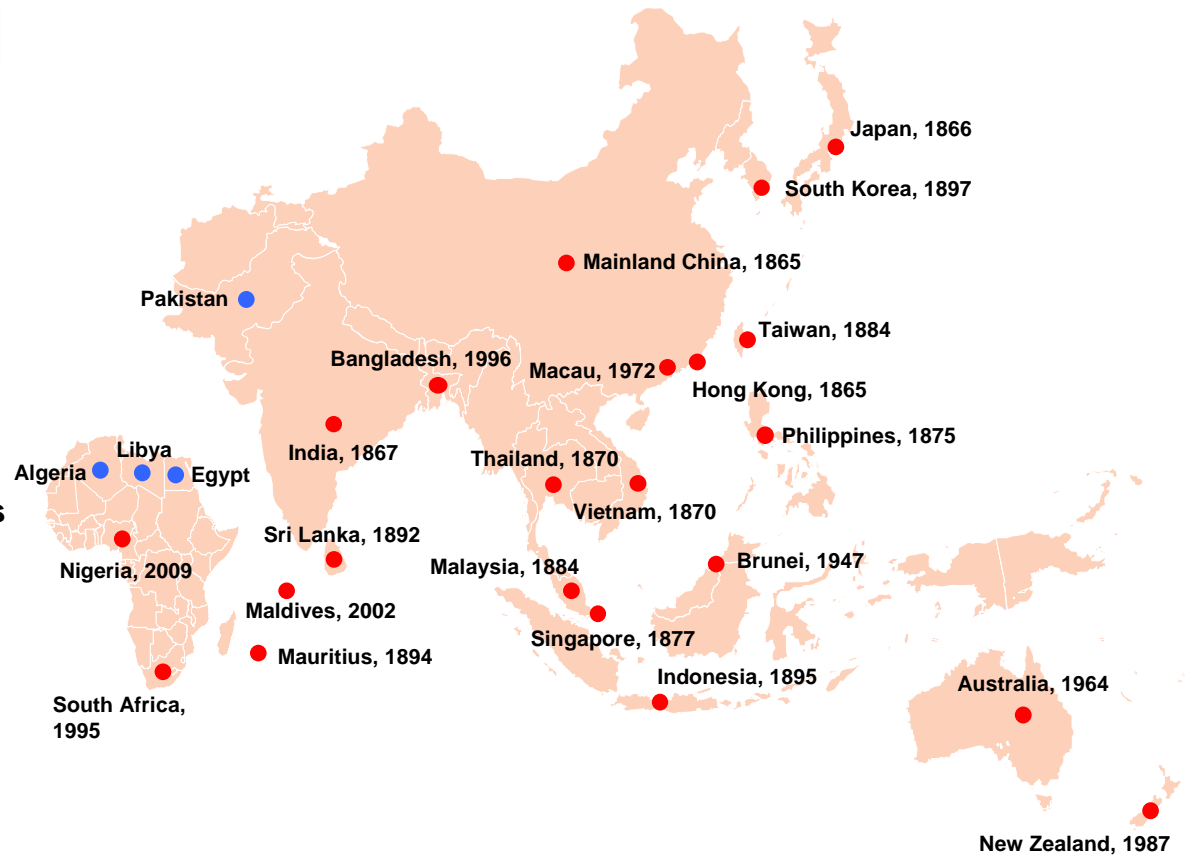 Japan, 1866
South Korea, 1897
Mainland China, 1865
Pakistan
Taiwan, 1884
Bangladesh, 1996
Macau, 1972
Hong Kong, 1865
Philippines, 1875
India, 1867
Thailand, 1870
Libya
Algeria
Egypt
Vietnam, 1870
s
Sri Lanka, 1892
Nigeria, 2009
Malaysia, 1884
Brunei, 1947
Maldives, 2002
Singapore, 1877
Mauritius, 1894
Indonesia, 1895
Australia, 1964
South Africa,
1995
New Zealand, 1987